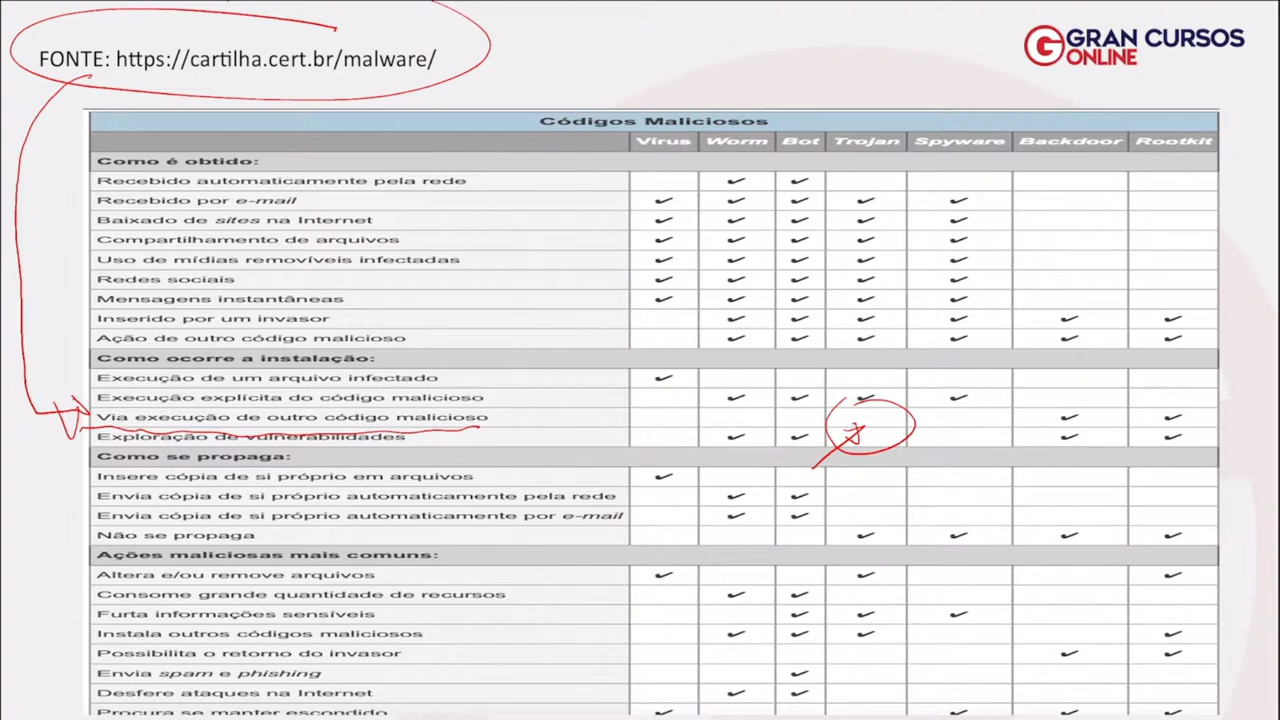 FONTE: https://cartilha.cert.br/malware/
GRAN CURSOS
ONLINE
Códigos Maliciosos
Vírus Worm Bot Trojan Spyware Backdoor Rootkit
Como é obtido:
Recebido automaticamente pela rede ✓ ✓
Recebido por e-mail ✓ ✓ ✓ ✓ ✓
Baixado de sites na Internet ✓ ✓ ✓ ✓ ✓
Compartilhamento de arquivos ✓ ✓ ✓ ✓ ✓
Uso de mídias removíveis infectadas ✓ ✓ ✓ ✓ ✓
Redes sociais ✓ ✓ ✓ ✓ ✓
Mensagens instantâneas ✓ ✓ ✓ ✓ ✓
Inserido por um invasor ✓ ✓ ✓ ✓ ✓ ✓
Ação de outro código malicioso ✓ ✓ ✓ ✓ ✓ ✓
Como ocorre a instalação:
Execução de um arquivo infectado ✓
Execução explícita do código malicioso ✓ ✓ ✓ ✓
Via execução de outro código malicioso ✓ ✓
Exploração de vulnerabilidades ✓ ✓ ✓ ✓
Como se propaga:
Insere cópia de si próprio em arquivos ✓
Envia cópia de si próprio automaticamente pela rede ✓ ✓
Envia cópia de si próprio automaticamente por e-mail ✓ ✓
Não se propaga ✓ ✓ ✓ ✓
Ações maliciosas mais comuns:
Altera e/ou remove arquivos ✓ ✓ ✓
Consome grande quantidade de recursos ✓ ✓
Furta informações sensíveis ✓ ✓ ✓
Instala outros códigos maliciosos ✓ ✓ ✓ ✓
Possibilita o retorno do invasor ✓ ✓
Envia spam e phishing ✓
Desfere ataques na Internet ✓ ✓
Procura se manter escondido ✓ ✓ ✓ ✓